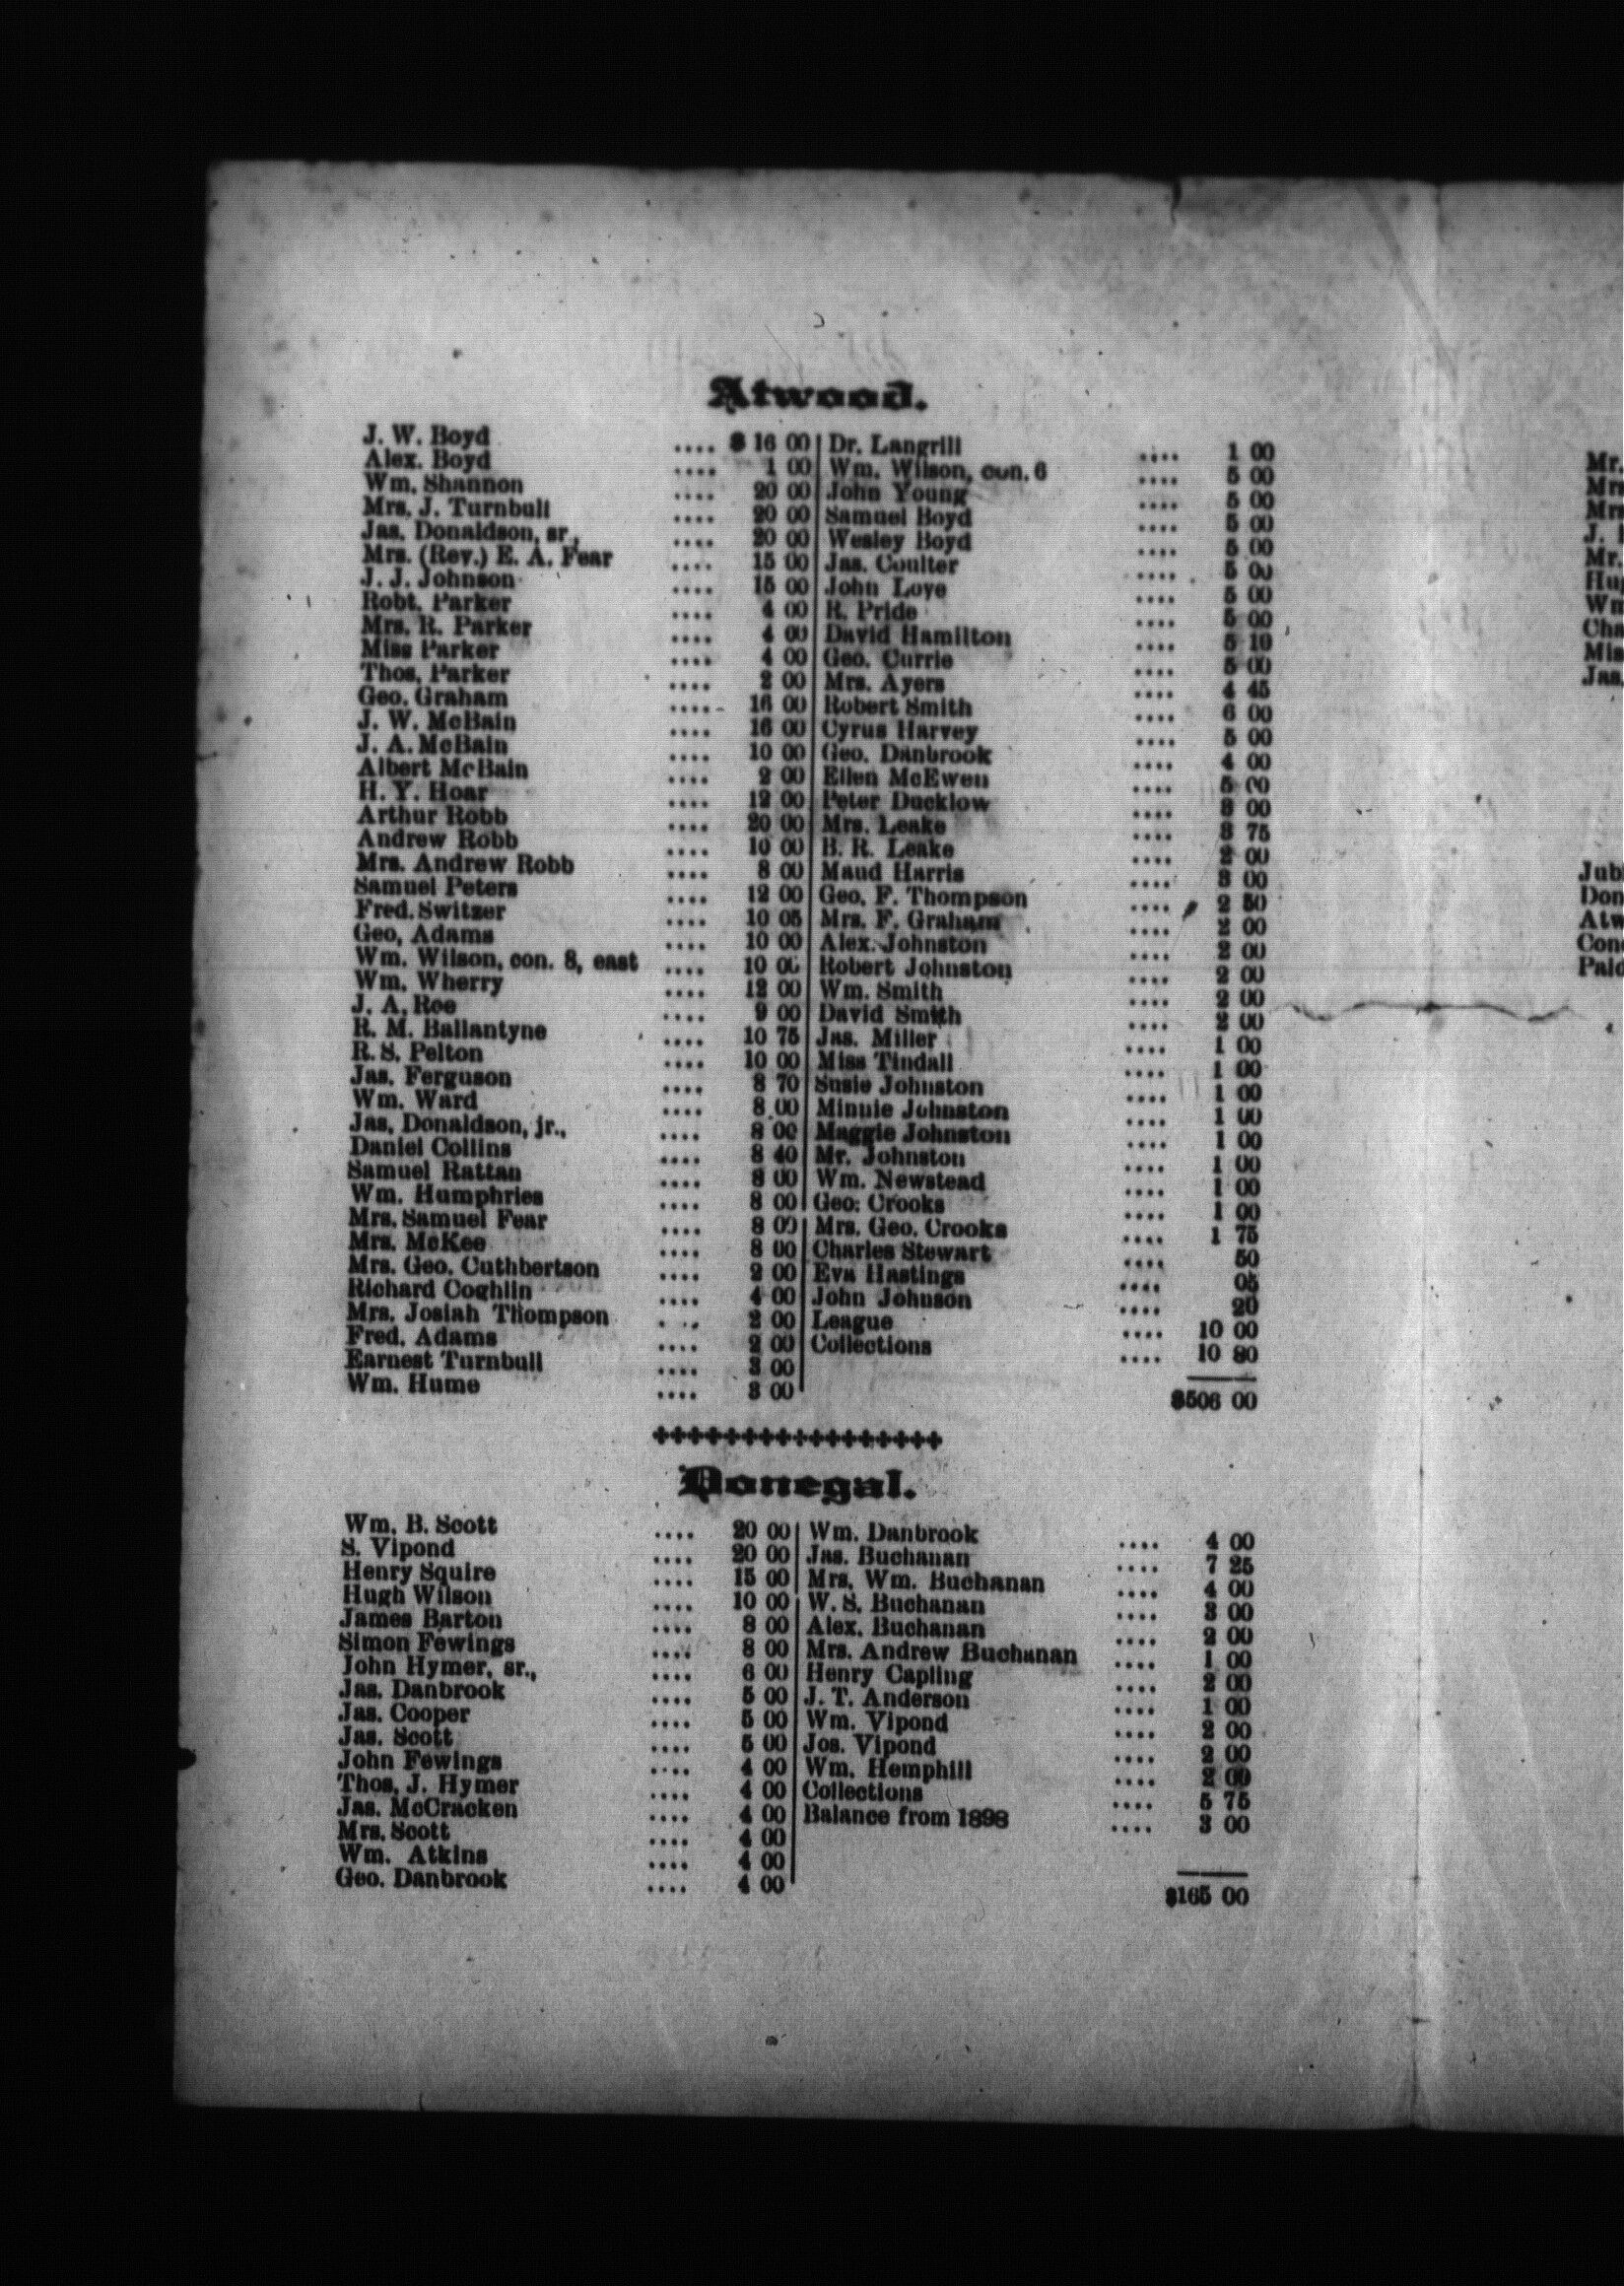 Atwood.
J. W. Boyd .... $ 16 00
Alex. Boyd .... 1 00
Wm. Shannon .... 20 00
Mrs. J. Turnbull .... 20 00
Jas. Donaldson, sr., .... 20 00
Mrs. (Rev.) E. A. Fear .... 15 00
J. J. Johnson .... 15 00
Robt. Parker .... 4 00
Mrs. R. Parker .... 4 00
Miss Parker .... 4 00
Thos. Parker .... 2 00
Geo. Graham .... 16 00
J. W. McBain .... 16 00
J. A. McBain .... 10 00
Albert McBain .... 2 00
H. Y. Hoar .... 12 00
Arthur Robb .... 20 00
Andrew Robb .... 10 00
Mrs. Andrew Robb .... 8 00
Samuel Peters .... 12 00
Fred. Switzer .... 10 05
Geo, Adams .... 10 00
Wm. Wilson, con. 8, east .... 10 00
Wm. Wherry .... 12 00
J. A. Roe .... 9 00
R. M. Ballantyne .... 10 75
R. S. Pelton .... 10 00
Jas. Ferguson .... 8 70
Wm. Ward .... 8 00
Jas. Donaldson, jr., .... 8 00
Daniel Collins .... 8 40
Samuel Rattan .... 8 00
Wm. Humphries .... 8 00
Mrs. Samuel Fear .... 8 00
Mrs. McKee .... 8 00
Mrs. Geo. Cuthbertson .... 2 00
Richard Coghlin .... 4 00
Mrs. Josiah Thompson .... 2 00
Fred. Adams .... 2 00
Earnest Turnbull .... 3 00
Wm. Hume .... 3 00
Dr. Langrill .... 1 00
Wm. Wilson, con. 6 .... 5 00
John Young .... 5 00
Samuel Boyd .... 5 00
Wesley Boyd .... 5 00
Jas. Coulter .... 5 00
John Love .... 5 00
R. Pride .... 5 00
David Hamilton .... 5 10
Geo. Currie .... 5 00
Mrs. Ayers .... 4 45
Robert Smith .... 6 00
Cyrus Harvey .... 5 00
Geo. Danbrook .... 4 00
Ellen McEwen .... 5 00
Peter Ducklow .... 3 00
Mrs. Leake .... 3 75
B. R. Leake .... 2 00
Maud Harris .... 3 00
Geo. F. Thompson .... 2 50
Mrs. F. Graham .... 2 00
Alex. Johnston .... 2 00
Robert Johnston .... 2 00
Wm. Smith .... 2 00
David Smith .... 2 00
Jas. Miller .... 1 00
Miss Tindall .... 1 00
Susie Johnston .... 1 00
Minnie Johnston .... 1 00
Maggie Johnston .... 1 00
Mr. Johnston .... 1 00
Wm. Newstead .... 1 00
Geo. Crooks .... 1 00
Mrs. Geo. Crooks .... 1 75
Charles Stewart .... 50
Eva Hastings .... 05
John Johnson .... 20
League .... 10 00
Collections .... 10 80
$506 00
Donegal.
Wm. B. Scott .... 20 00
S. Vipond .... 20 00
Henry Squire .... 15 00
Hugh Wilson .... 10 00
James Barton .... 8 00
Simon Fewings .... 8 00
John Hymer, sr., .... 6 00
Jas. Danbrook .... 5 00
Jas. Cooper .... 5 00
Jas. Scott .... 5 00
John Fewings .... 4 00
Thos. J. Hymer .... 4 00
Jas. McCracken .... 4 00
Mrs. Scott .... 4 00
Wm. Atkins .... 4 00
Geo. Danbrook .... 4 00
Wm. Danbrook .... 4 00
Jas. Buchanan .... 7 25
Mrs. Wm. Buchanan .... 4 00
W. S. Buchanan .... 3 00
Alex. Buchanan .... 2 00
Mrs. Andrew Buchanan .... 1 00
Henry Capling .... 2 00
J. T. Anderson .... 1 00
Wm. Vipond .... 2 00
Jos. Vipond .... 2 00
Wm. Hemphill .... 2 00
Collections .... 5 75
Balance from 1898 .... 3 00
$165 00
Mr.
Mrs
Mrs
J.
Mr.
Hug
Wm
Cha
Mis
Jas.
Jub
Don
Atw
Con
Paid